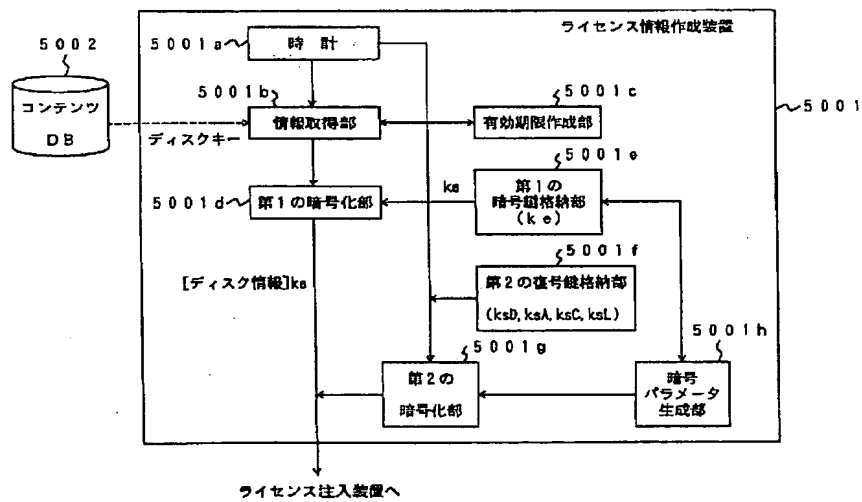 ライセンス情報作成装置
5002
5001a
時計
5001b
5001c
5001
コンテンツ
DB
ディスクキー
情報取得部
有効期限作成部
5001e
5001d
第1の暗号化部
ke
第1の
暗号鍵格納部
(ke)
5001f
[ディスク情報]ke
第2の復号鍵格納部
(ksD,ksA,ksC,ksL)
5001g
5001h
第2の
暗号化部
暗号
パラメータ
生成部
ライセンス注入装置へ